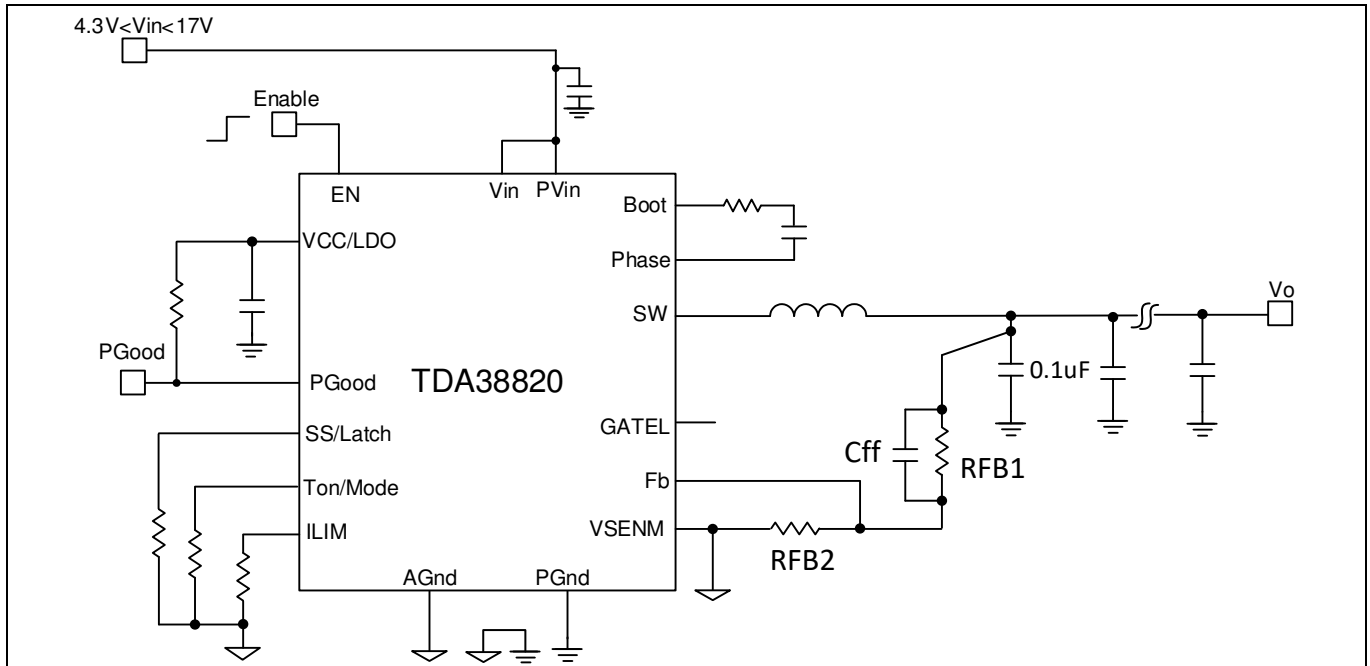 4.3V<Vin<17V
Enable
EN
Vin
PVin
Boot
VCC/LDO
Phase
SW
Vo
PGood
PGood
TDA38820
0.1uF
SS/Latch
GATEL
Cff
RFB1
Ton/Mode
Fb
ILIM
VSENM
RFB2
AGnd
PGnd